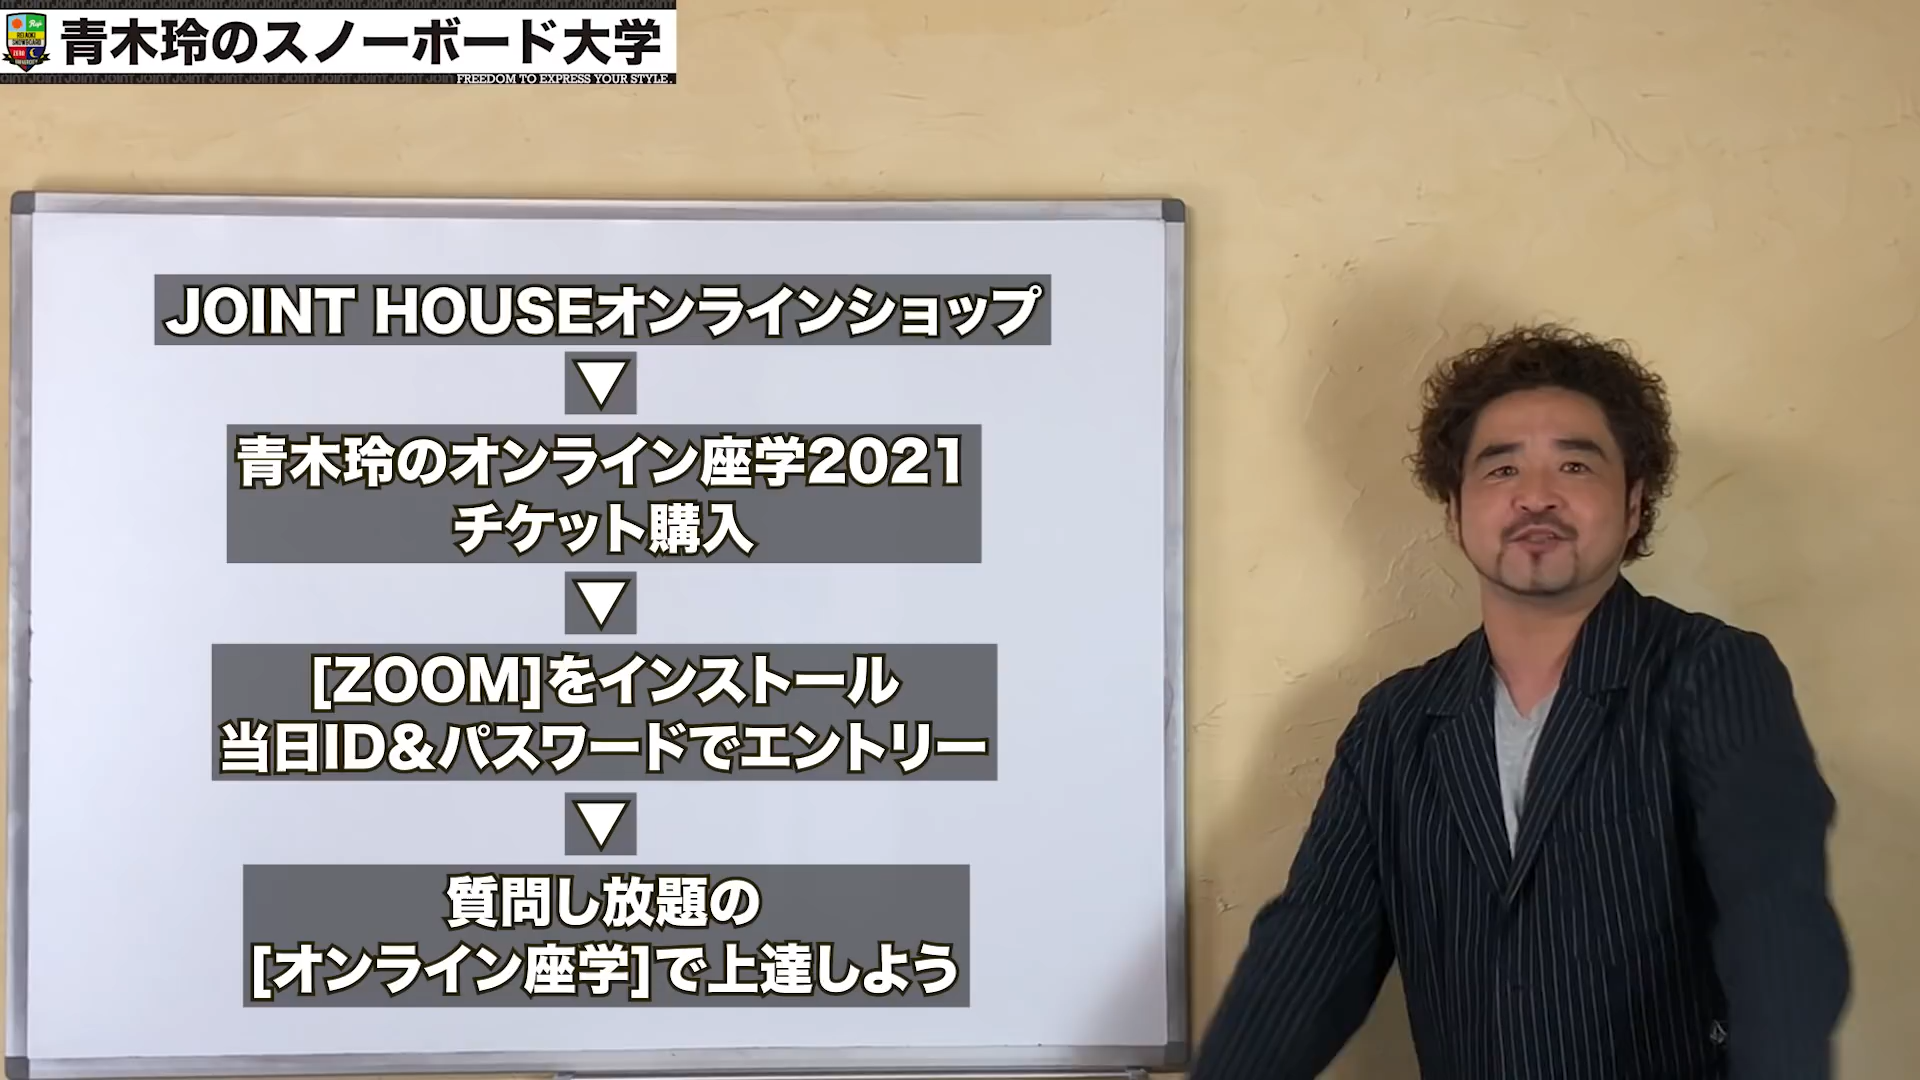 青木玲のスノーボード大学
FREEDOM TO EXPRESS YOUR STYLE.
JOINT HOUSEオンラインショップ
▼
青木玲のオンライン座学2021
チケット購入
▼
[ZOOM]をインストール
当日ID&パスワードでエントリー
▼
質問し放題の
[オンライン座学]で上達しよう